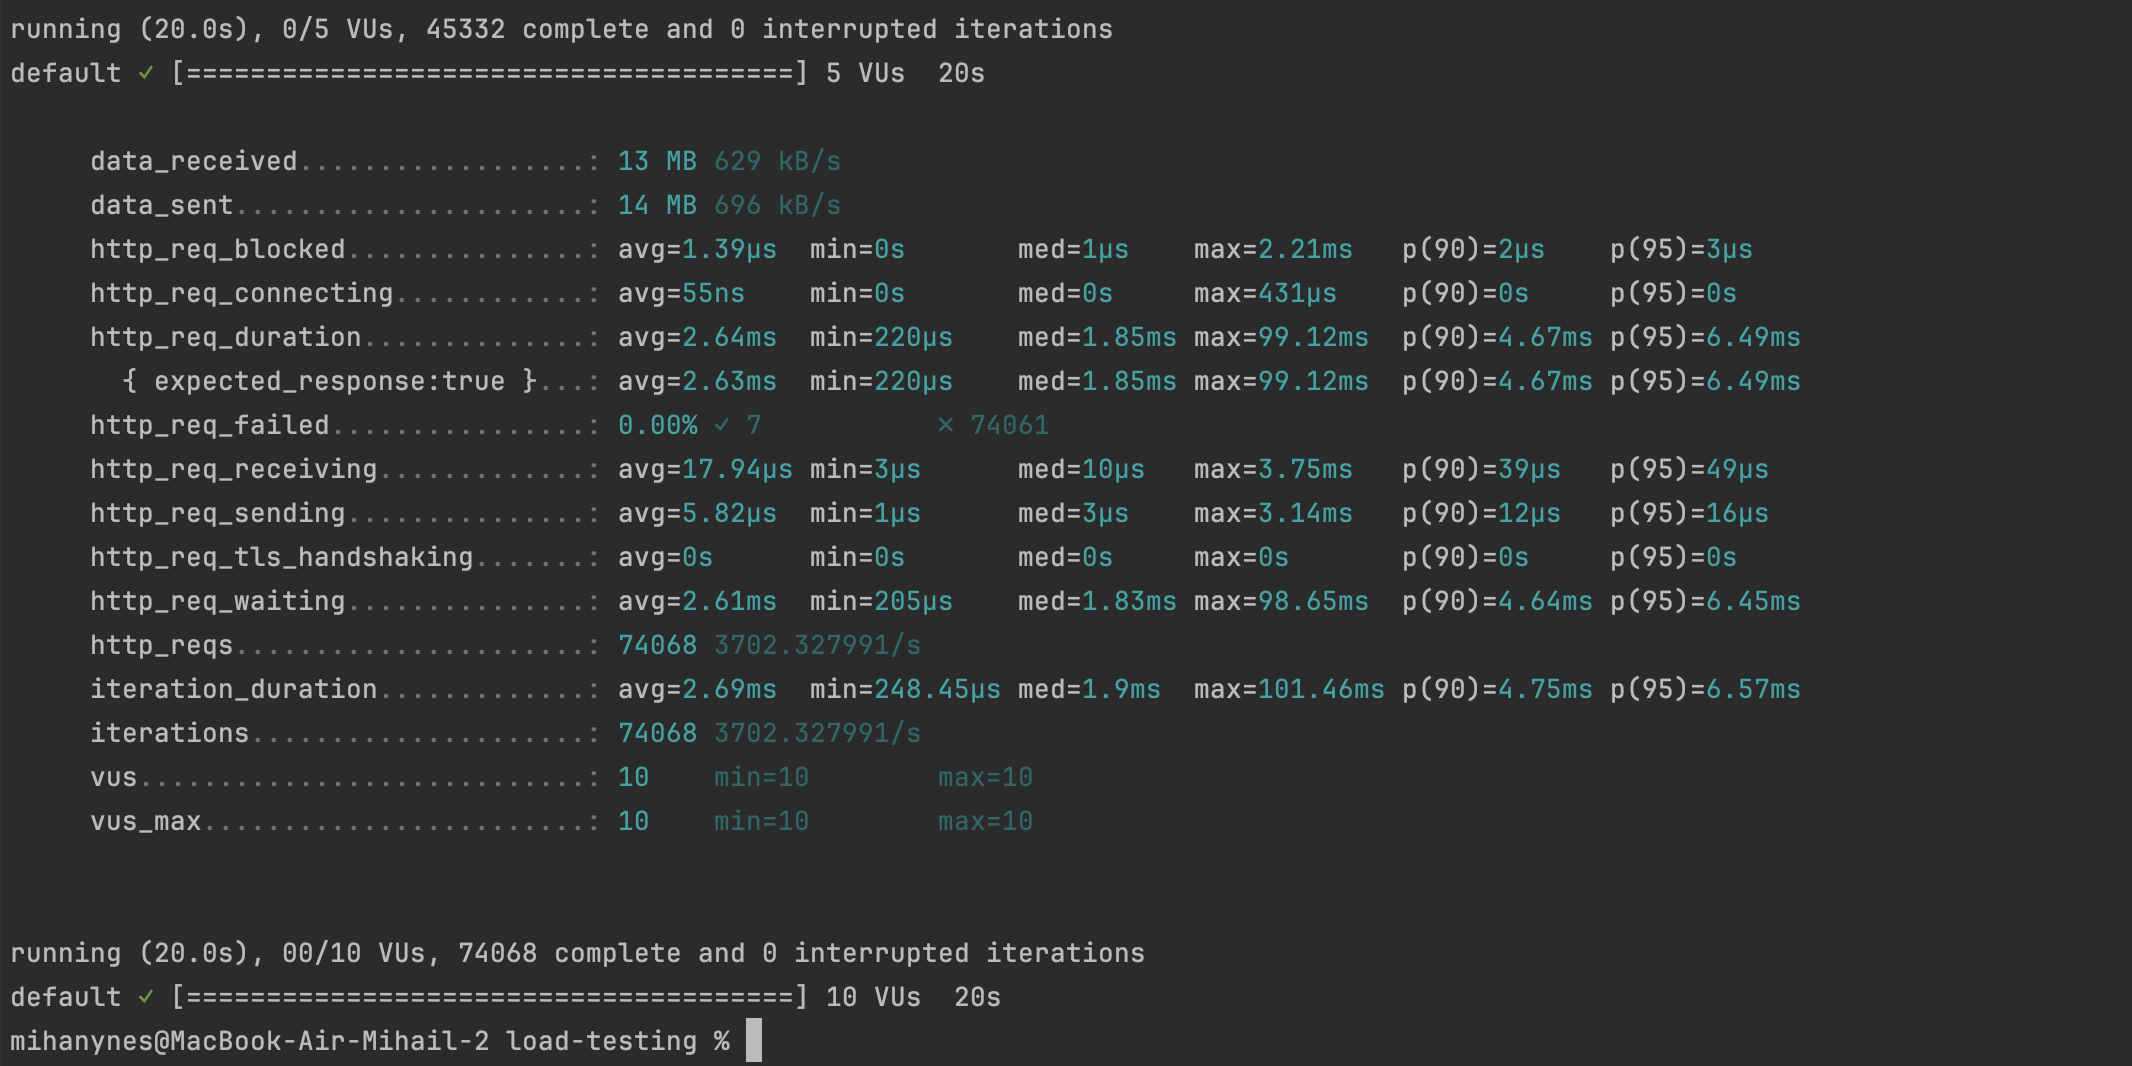 running (20.0s), 0/5 VUs, 45332 complete and 0 interrupted iterations
default ✓ [======================================] 5 VUs  20s
data_received..................: 13 MB 629 kB/s
data_sent......................: 14 MB 696 kB/s
http_req_blocked...............: avg=1.39µs  min=0s       med=1µs    max=2.21ms   p(90)=2µs    p(95)=3µs
http_req_connecting............: avg=55ns    min=0s       med=0s     max=431µs    p(90)=0s     p(95)=0s
http_req_duration..............: avg=2.64ms  min=220µs    med=1.85ms max=99.12ms  p(90)=4.67ms p(95)=6.49ms
{ expected_response:true }...: avg=2.63ms  min=220µs    med=1.85ms max=99.12ms  p(90)=4.67ms p(95)=6.49ms
http_req_failed................: 0.00% ✓ 7           ✗ 74061
http_req_receiving.............: avg=17.94µs min=3µs      med=10µs   max=3.75ms   p(90)=39µs   p(95)=49µs
http_req_sending...............: avg=5.82µs  min=1µs      med=3µs    max=3.14ms   p(90)=12µs   p(95)=16µs
http_req_tls_handshaking.......: avg=0s      min=0s       med=0s     max=0s       p(90)=0s     p(95)=0s
http_req_waiting...............: avg=2.61ms  min=205µs    med=1.83ms max=98.65ms  p(90)=4.64ms p(95)=6.45ms
http_reqs......................: 74068 3702.327991/s
iteration_duration.............: avg=2.69ms  min=248.45µs med=1.9ms  max=101.46ms p(90)=4.75ms p(95)=6.57ms
iterations.....................: 74068 3702.327991/s
vus............................: 10    min=10        max=10
vus_max........................: 10    min=10        max=10
running (20.0s), 00/10 VUs, 74068 complete and 0 interrupted iterations
default ✓ [======================================] 10 VUs  20s
mihanynes@MacBook-Air-Mihail-2 load-testing %